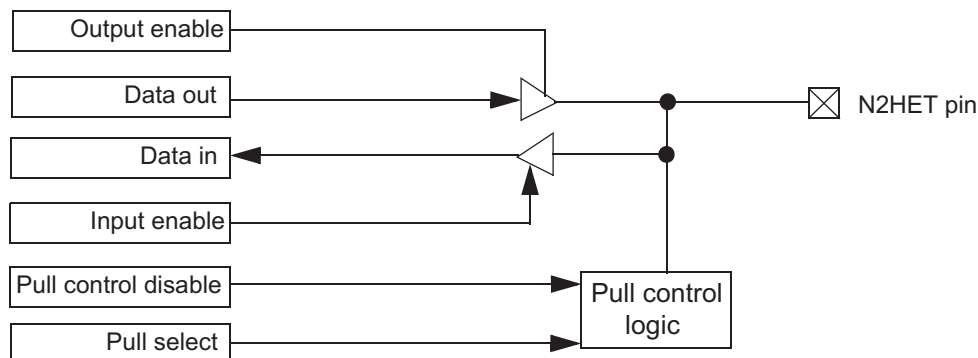 Output enable
Data out
N2HET pin
Data in
Input enable
Pull control disable
Pull control
logic
Pull select